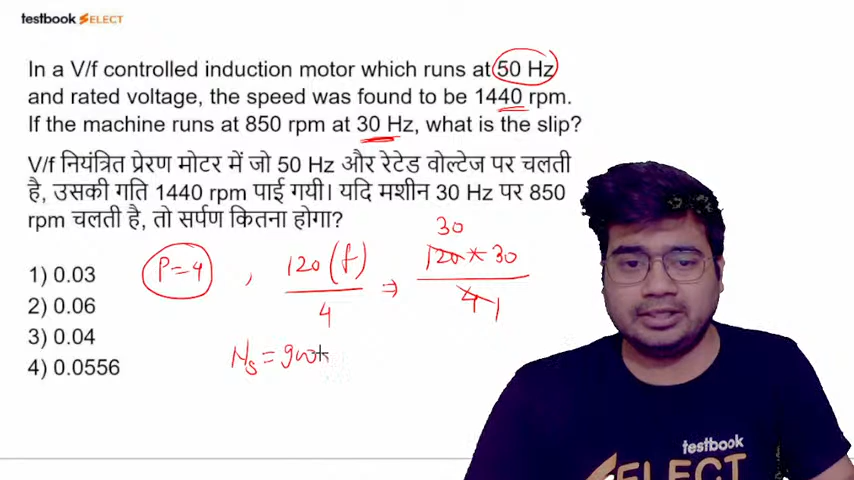 testbook SELECT
In a V/f controlled induction motor which runs at 50 Hz
and rated voltage, the speed was found to be 1440 rpm.
If the machine runs at 850 rpm at 30 Hz, what is the slip?
V/f नियंत्रित प्रेरण मोटर में जो 50 Hz और रेटेड वोल्टेज पर चलती
है, उसकी गति 1440 rpm पाई गयी। यदि मशीन 30 Hz पर 850
rpm चलती है, तो सर्पण कितना होगा?
1) 0.03
2) 0.06
3) 0.04
4) 0.0556
P=4 , 120(f)/4 ⇒ 120*30/4
30
1
Ns = 900
testbook
SELECT